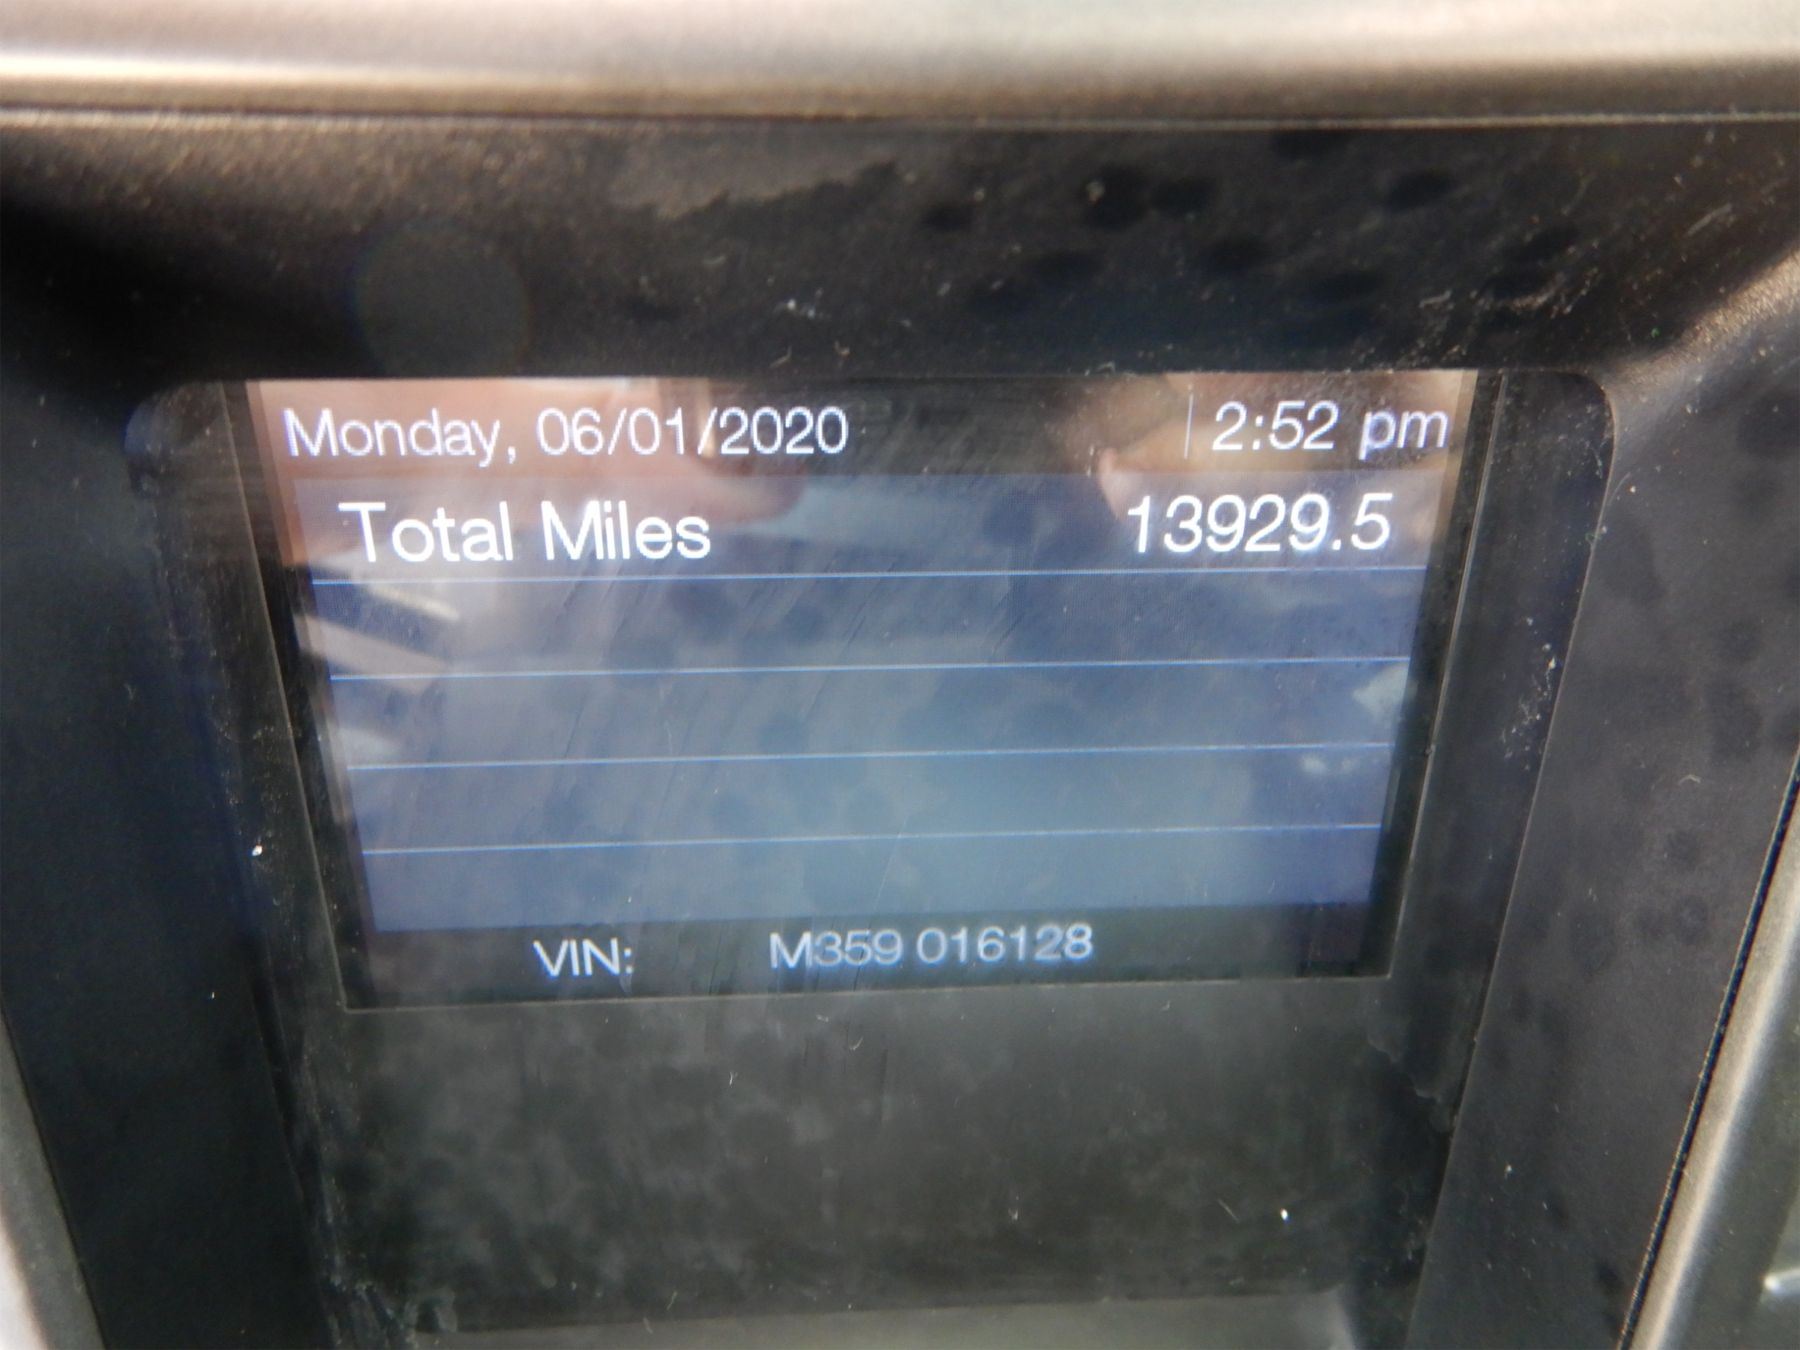 Monday, 06/01/2020 2:52 pm
Total Miles 13929.5
VIN: M359 016128